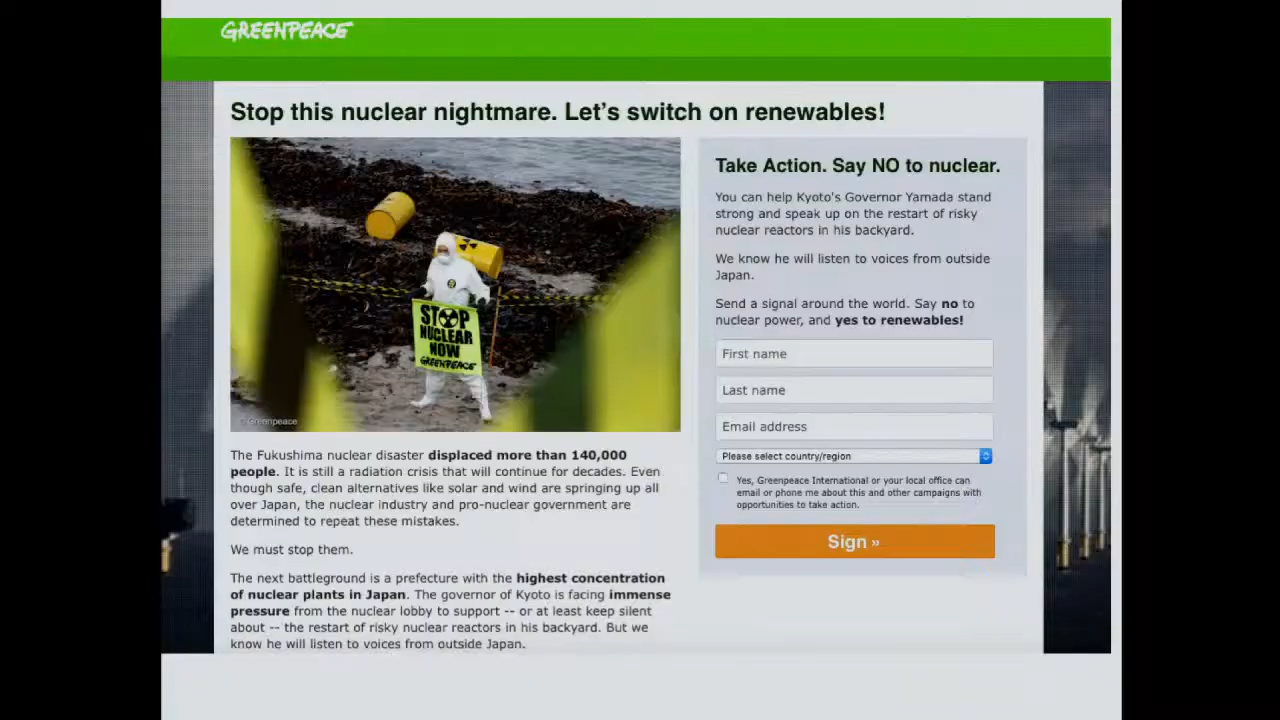 GREENPEACE
Stop this nuclear nightmare. Let's switch on renewables!
STOP
NUCLEAR
NOW
GREENPEACE
© Greenpeace
The Fukushima nuclear disaster displaced more than 140,000
people. It is still a radiation crisis that will continue for decades. Even
though safe, clean alternatives like solar and wind are springing up all
over Japan, the nuclear industry and pro-nuclear government are
determined to repeat these mistakes.
We must stop them.
The next battleground is a prefecture with the highest concentration
of nuclear plants in Japan. The governor of Kyoto is facing immense
pressure from the nuclear lobby to support -- or at least keep silent
about -- the restart of risky nuclear reactors in his backyard. But we
know he will listen to voices from outside Japan.
Take Action. Say NO to nuclear.
You can help Kyoto's Governor Yamada stand
strong and speak up on the restart of risky
nuclear reactors in his backyard.
We know he will listen to voices from outside
Japan.
Send a signal around the world. Say no to
nuclear power, and yes to renewables!
First name
Last name
Email address
Please select country/region
Yes, Greenpeace International or your local office can
email or phone me about this and other campaigns with
opportunities to take action.
Sign »